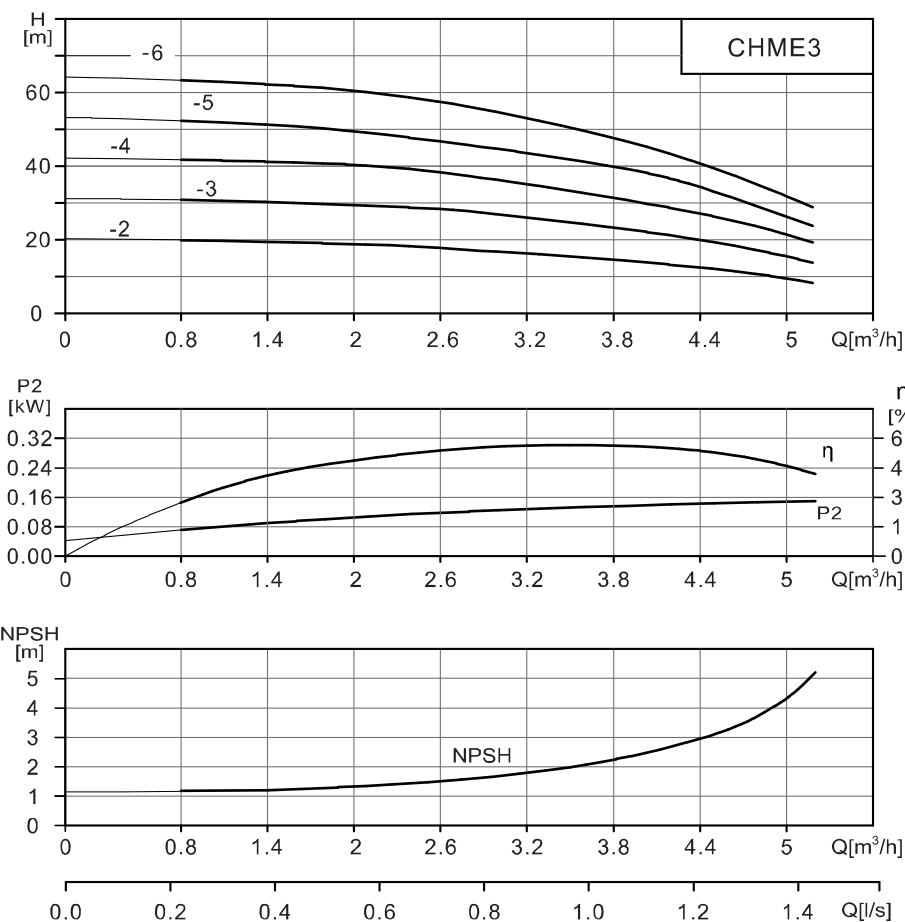 H
[m]
CHME3
-6
60
-5
-4
40
-3
-2
20
0
0 0.8 1.4 2 2.6 3.2 3.8 4.4 5 Q[m³/h]
P2
[kW]
η
[%
0.32 6
η
0.24 4
0.16 3
P2
0.08 1
0.00 0
0 0.8 1.4 2 2.6 3.2 3.8 4.4 5 Q[m³/h]
NPSH
[m]
5
4
3
NPSH
2
1
0
0 0.8 1.4 2 2.6 3.2 3.8 4.4 5 Q[m³/h]
0.0 0.2 0.4 0.6 0.8 1.0 1.2 1.4 Q[l/s]